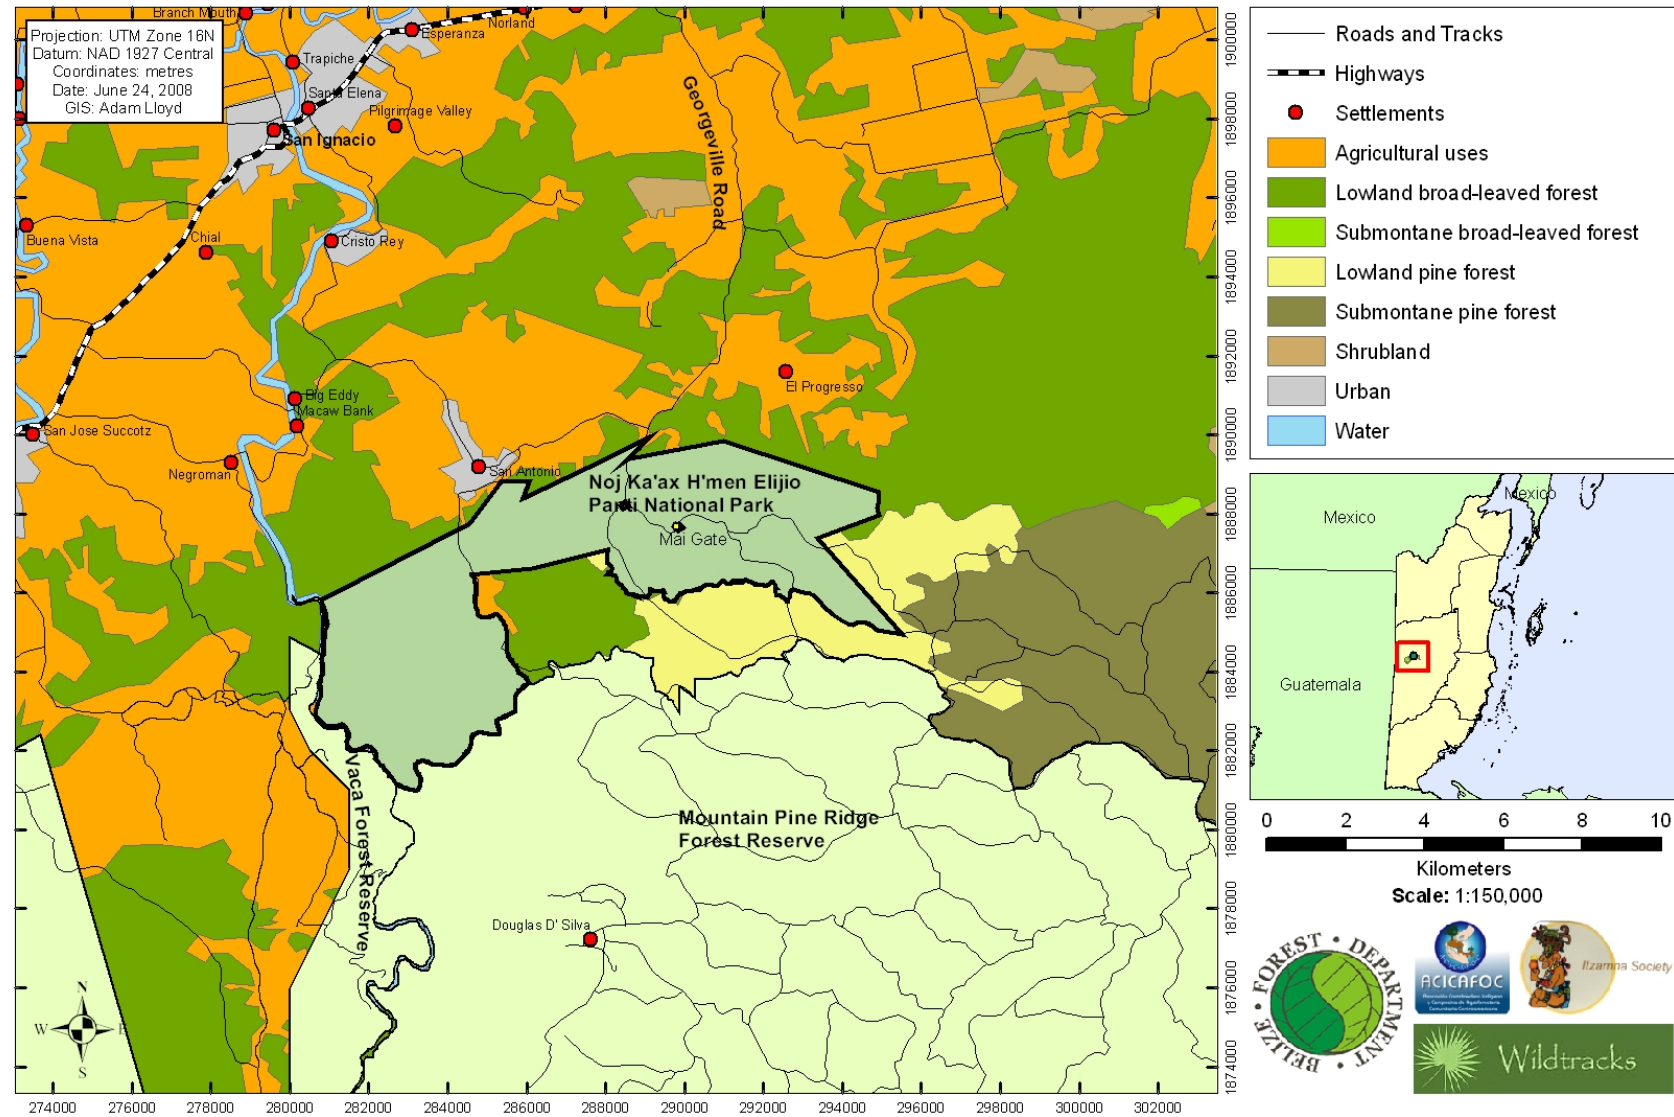 Projection: UTM Zone 16N
Datum: NAD 1927 Central
Coordinates: metres
Date: June 24, 2008
GIS: Adam Lloyd
Branch Mouth
Norland
Esperanza
Trapiche
Santa Elena
Pilgrimage Valley
San Ignacio
Georgeville Road
Buena Vista
Chial
Cristo Rey
El Progresso
Big Eddy
Macaw Bank
San Jose Succotz
Negroman
San Antonio
Noj Ka'ax H'men Elijio
Panti National Park
Mai Gate
Vaca Forest Reserve
Mountain Pine Ridge
Forest Reserve
Douglas D' Silva
N
W
E
S
274000 276000 278000 280000 282000 284000 286000 288000 290000 292000 294000 296000 298000 300000 302000
1900000
1898000
1896000
1894000
1892000
1890000
1888000
1886000
1884000
1882000
1880000
1878000
1876000
1874000
Roads and Tracks
Highways
Settlements
Agricultural uses
Lowland broad-leaved forest
Submontane broad-leaved forest
Lowland pine forest
Submontane pine forest
Shrubland
Urban
Water
Mexico
Mexico
Guatemala
0 2 4 6 8 10
Kilometers
Scale: 1:150,000
BELIZE • FOREST • DEPARTMENT •
ACICAFOC
Itzamna Society
Wildtracks